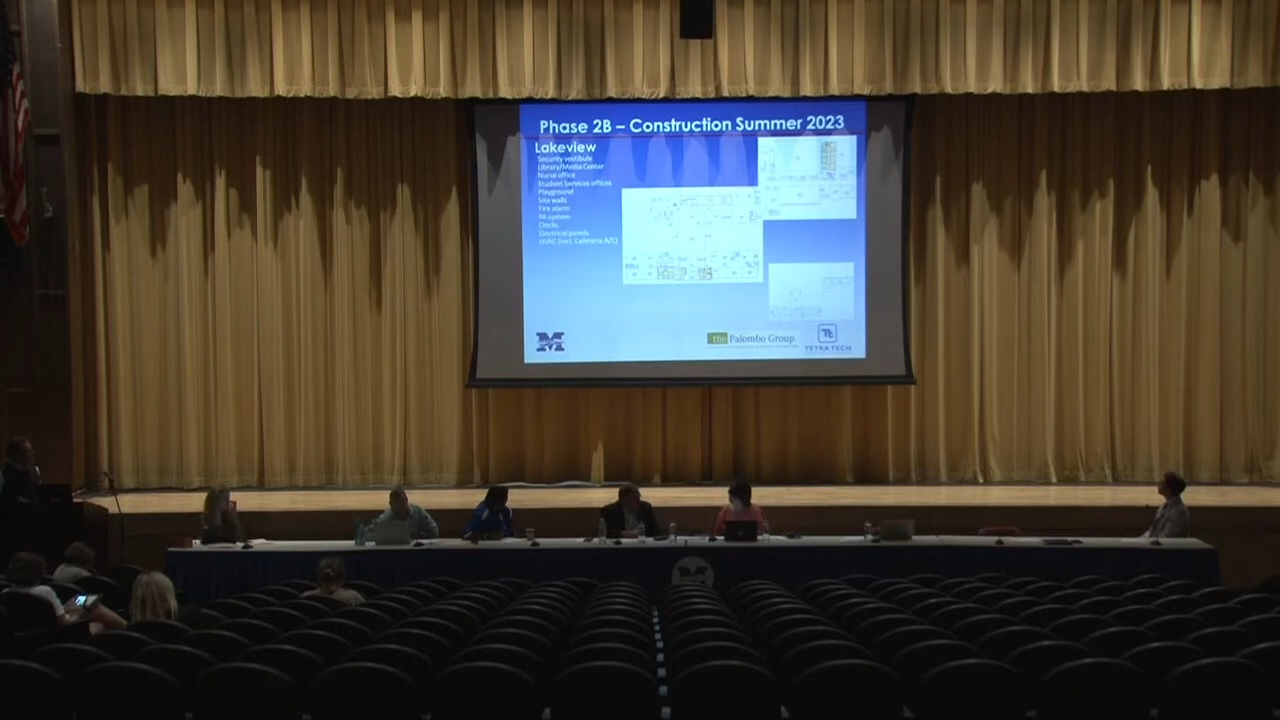 Phase 2B – Construction Summer 2023
Lakeview
Security vestibule
Library/Media Center
Nurse office
Student Services offices
Playground
Site walls
Fire alarm
PA system
Clocks
Electrical panels
HVAC (incl. Cafeteria A/C)
M
the Palombo Group
TETRA TECH